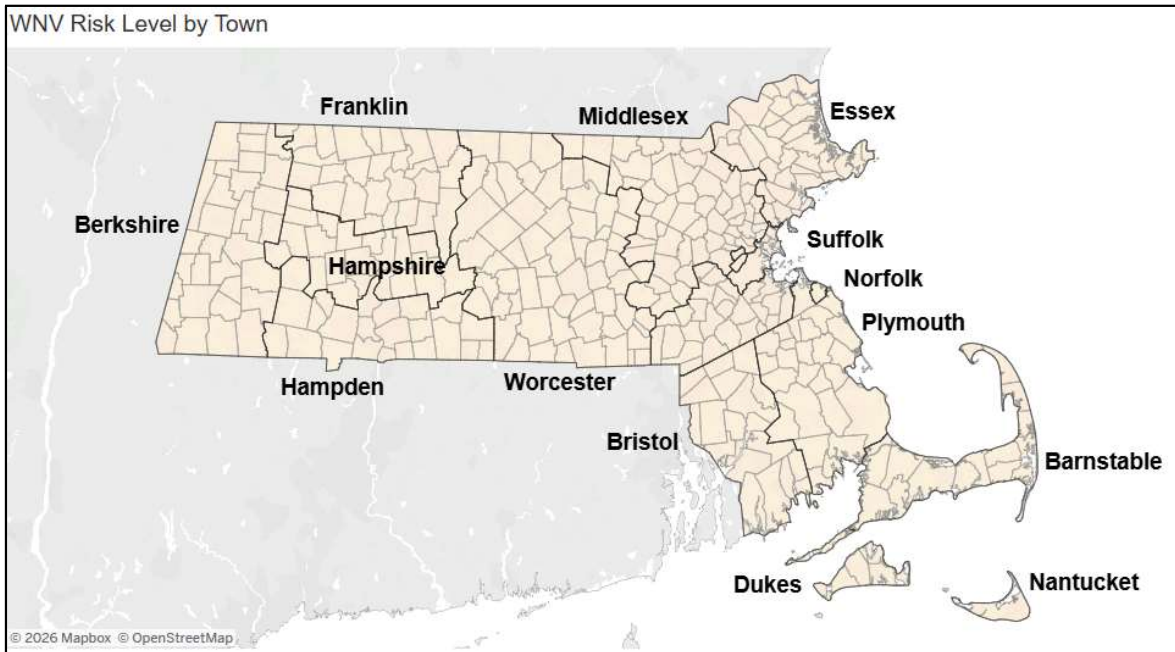 WNV Risk Level by Town
Franklin
Middlesex
Essex
Berkshire
Hampshire
Suffolk
Norfolk
Plymouth
Hampden
Worcester
Bristol
Barnstable
Dukes
Nantucket
© 2026 Mapbox © OpenStreetMap